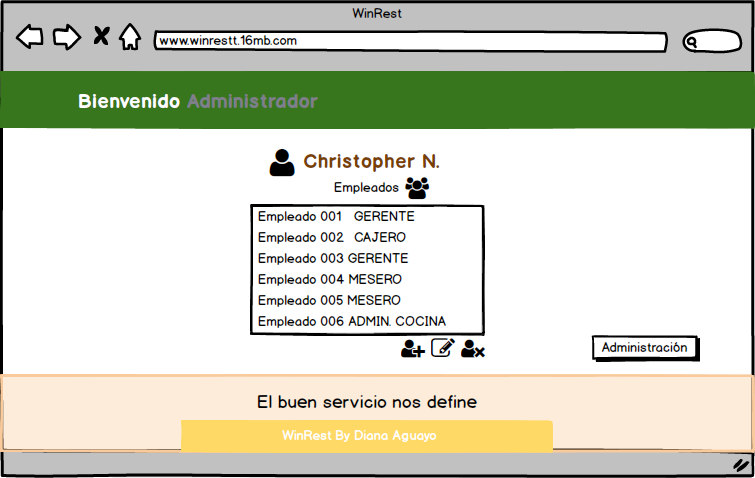 WinRest
www.winrestt.16mb.com
Bienvenido Administrador
Christopher N.
Empleados
Empleado 001 GERENTE
Empleado 002 CAJERO
Empleado 003 GERENTE
Empleado 004 MESERO
Empleado 005 MESERO
Empleado 006 ADMIN. COCINA
Administración
El buen servicio nos define
WinRest By Diana Aguayo